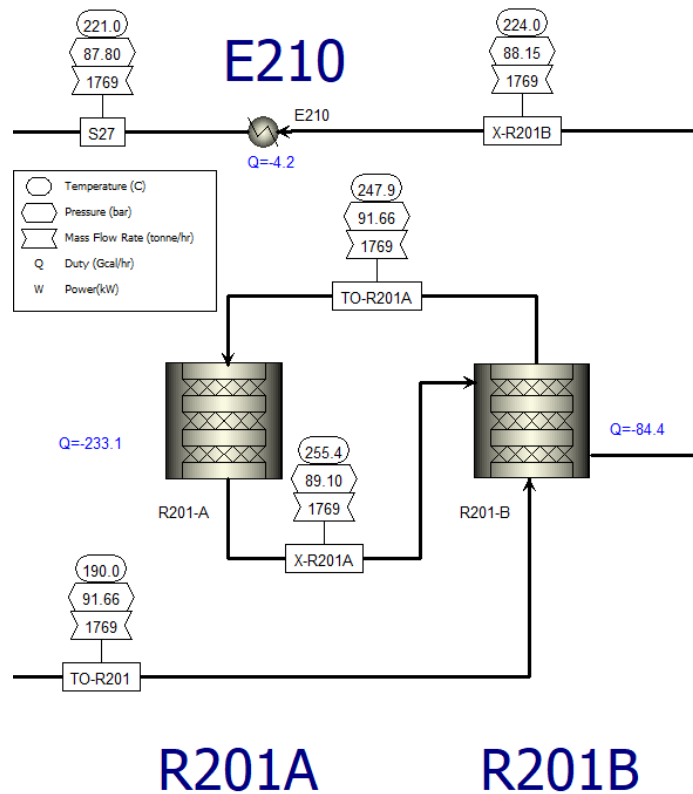 221.0
87.80
1769
S27
E210
224.0
88.15
1769
X-R201B
E210
Q=-4.2
Temperature (C)
Pressure (bar)
Mass Flow Rate (tonne/hr)
Q Duty (Gcal/hr)
W Power(kW)
247.9
91.66
1769
TO-R201A
Q=-233.1
R201-A
255.4
89.10
1769
X-R201A
Q=-84.4
R201-B
190.0
91.66
1769
TO-R201
R201A
R201B